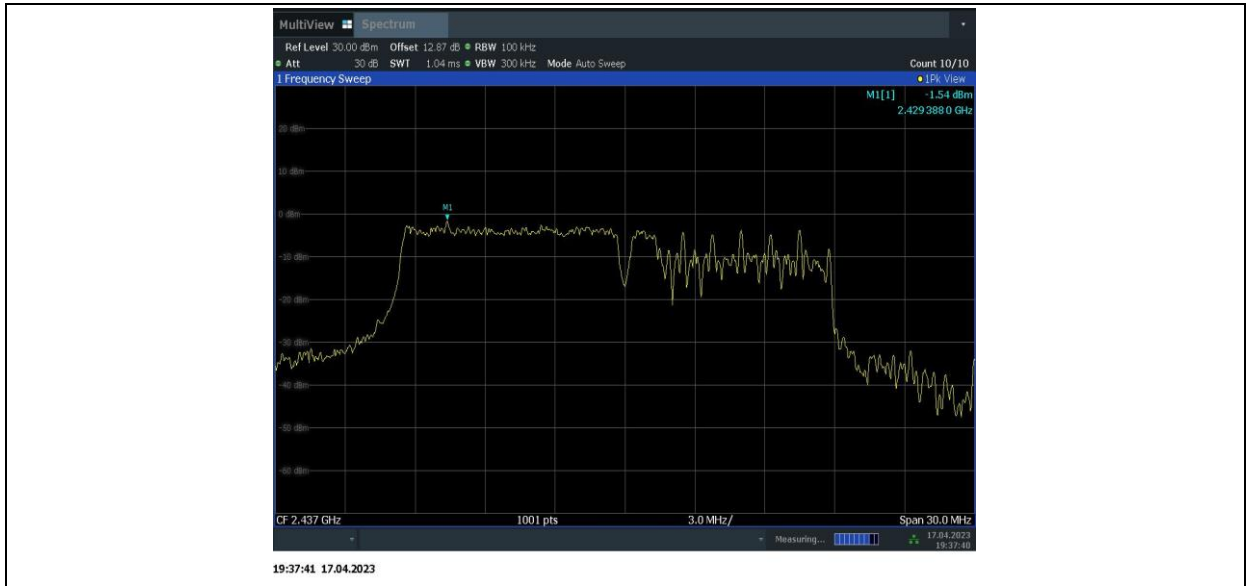 MultiView Spectrum
Ref Level 30.00 dBm Offset 12.87 dB RBW 100 kHz
Att 30 dB SWT 1.04 ms VBW 300 kHz Mode Auto Sweep Count 10/10
1 Frequency Sweep 1Pk View
M1[1] -1.54 dBm
2.429 388 0 GHz
20 dBm
10 dBm
M1
0 dBm
-10 dBm
-20 dBm
-30 dBm
-40 dBm
-50 dBm
-60 dBm
CF 2.437 GHz 1001 pts 3.0 MHz/ Span 30.0 MHz
Measuring... 17.04.2023
19:37:40
19:37:41 17.04.2023